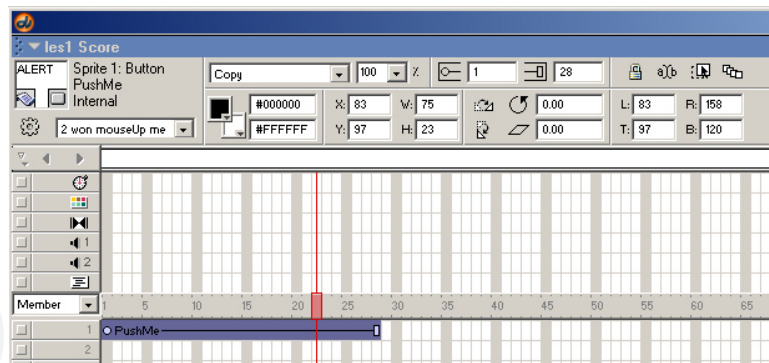 les1 Score
ALERT Sprite 1: Button
PushMe
Internal
Copy 100 % 1 28
#000000 X: 83 W: 75 0.00 L: 83 R: 158
2 won mouseUp me #FFFFFF Y: 97 H: 23 0.00 T: 97 B: 120
1
2
Member 1 5 10 15 20 25 30 35 40 45 50 55 60 65
1 PushMe
2